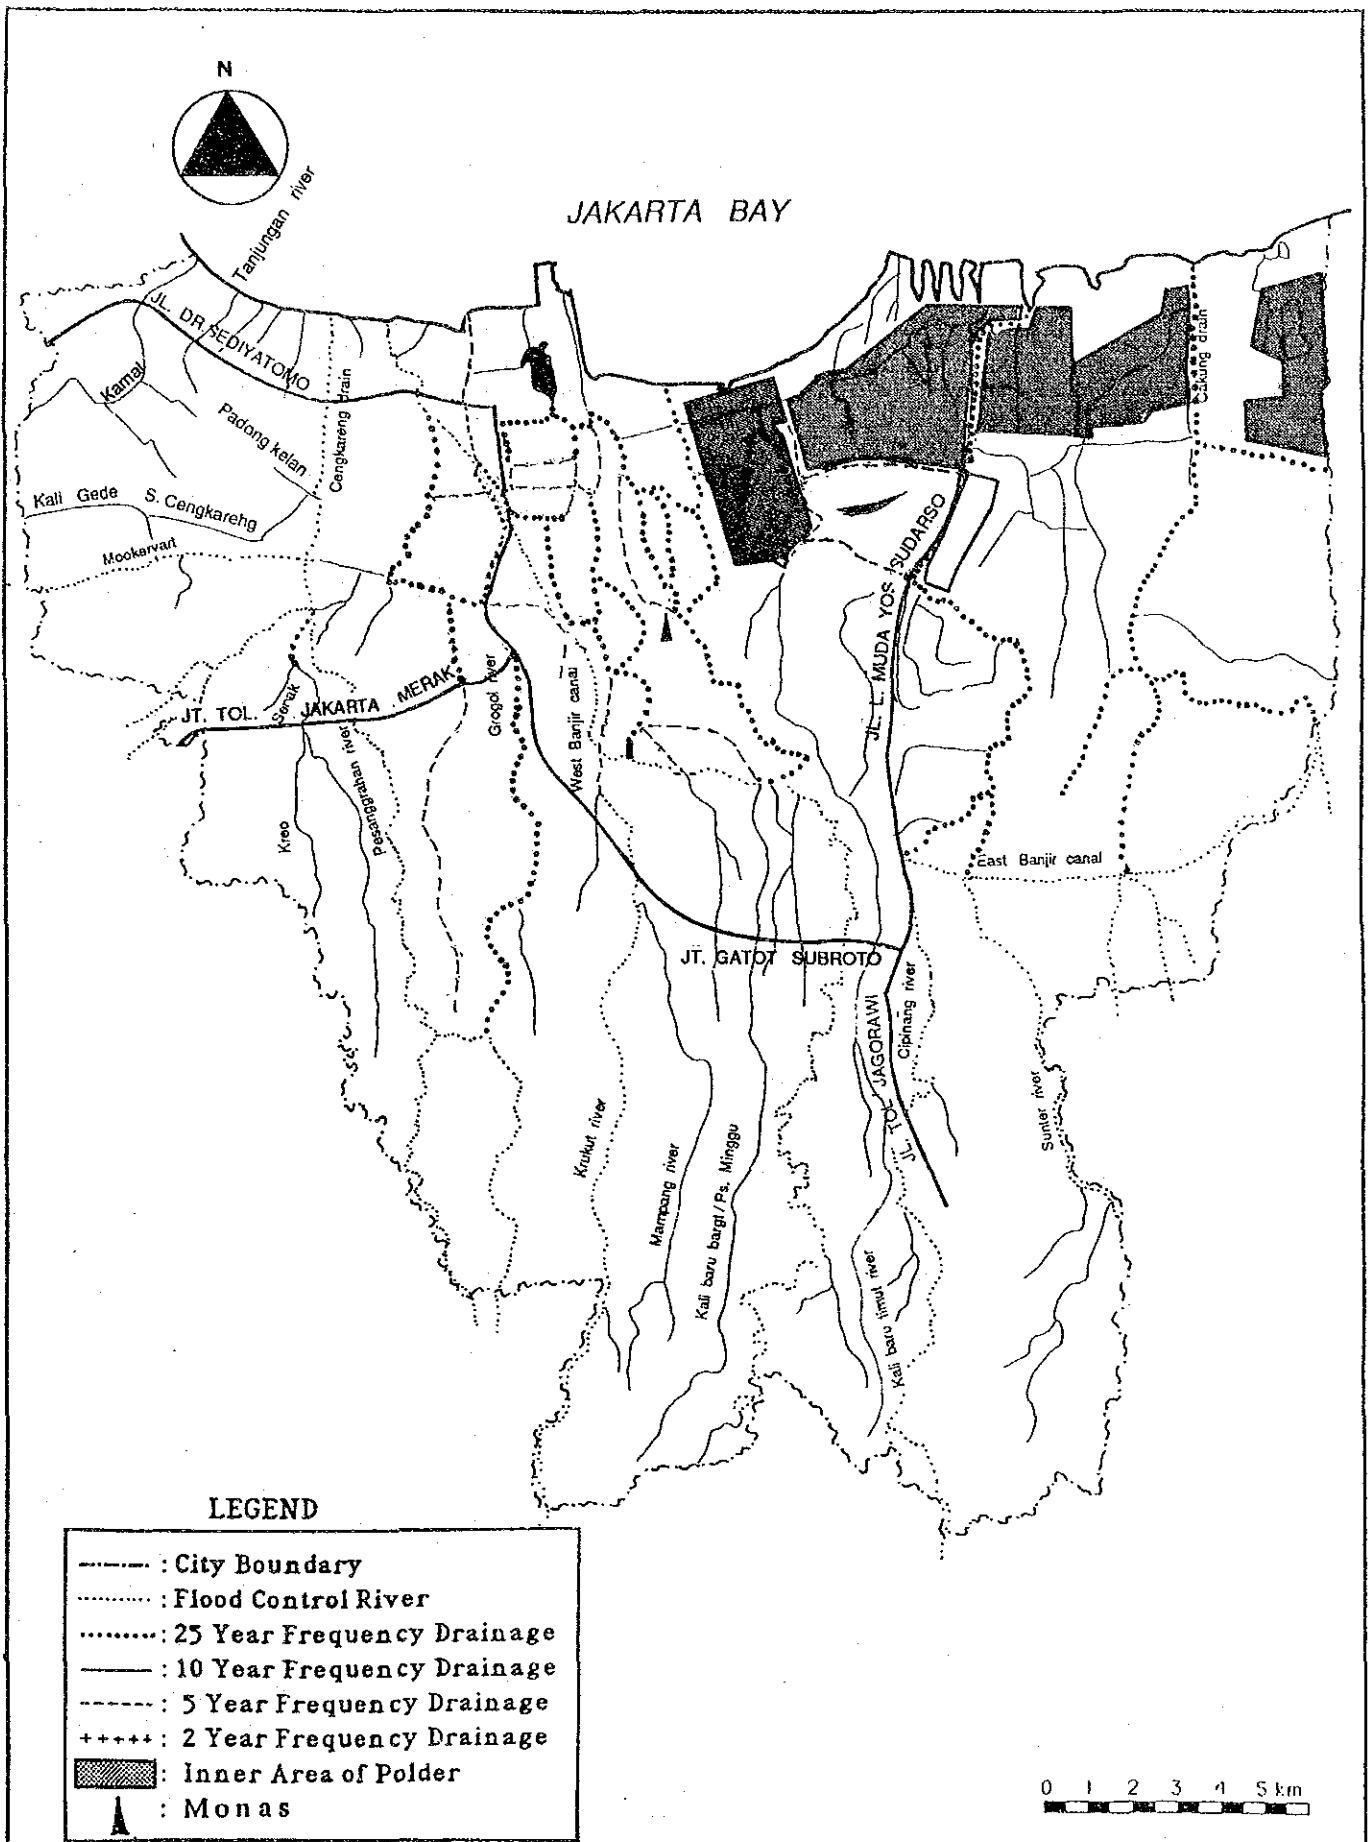 N
JAKARTA BAY
Tanjungan river
JL. DR. SEDIYATOMO
Kamal
Padong kelan
Cengkareng drain
Cakung drain
Kali Gede
S. Cengkarehg
Mookervart
JL. L. MUDA YOS SUDARSO
Serak
JT. TOL. JAKARTA MERAK
Grogol river
West Banjir canal
Kreo
Pesanggrahan river
East Banjir canal
JT. GATOT SUBROTO
Cipinang river
JL. TOL JAGORAWI
Krukut river
Mampang river
Kali baru bargt / Ps. Minggu
Kali baru timul river
Sunter river
LEGEND
: City Boundary
: Flood Control River
: 25 Year Frequency Drainage
: 10 Year Frequency Drainage
: 5 Year Frequency Drainage
: 2 Year Frequency Drainage
: Inner Area of Polder
: Monas
0 1 2 3 4 5 km